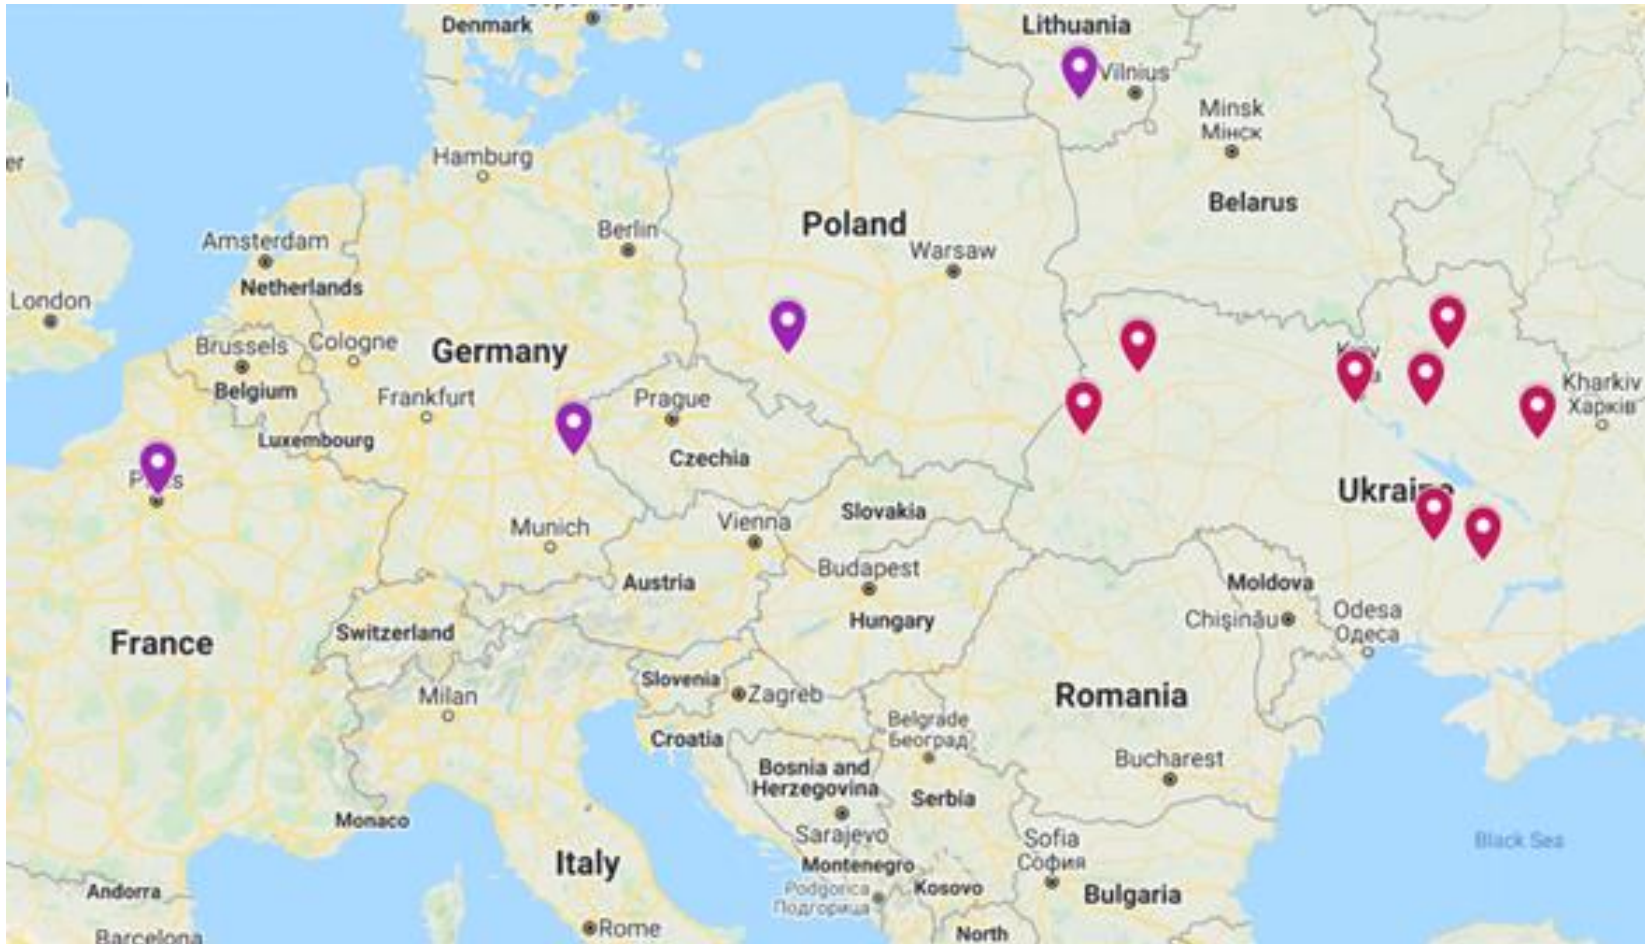 Denmark
Lithuania
Vilnius
Minsk
Мінск
Hamburg
Belarus
Poland
Berlin
Amsterdam
Warsaw
Netherlands
London
Brussels
Cologne
Germany
Belgium
Frankfurt
Prague
Kharkiv
Харків
Luxembourg
Czechia
Ukraine
Slovakia
Munich
Vienna
Budapest
Austria
Moldova
Hungary
Chișinău
Odesa
Одеса
France
Switzerland
Slovenia
Zagreb
Milan
Romania
Belgrade
Београд
Croatia
Bucharest
Bosnia and
Herzegovina
Serbia
Monaco
Sarajevo
Sofia
София
Black Sea
Italy
Montenegro
Andorra
Podgorica
Подгорица
Kosovo
Bulgaria
Rome
North
Barcelona